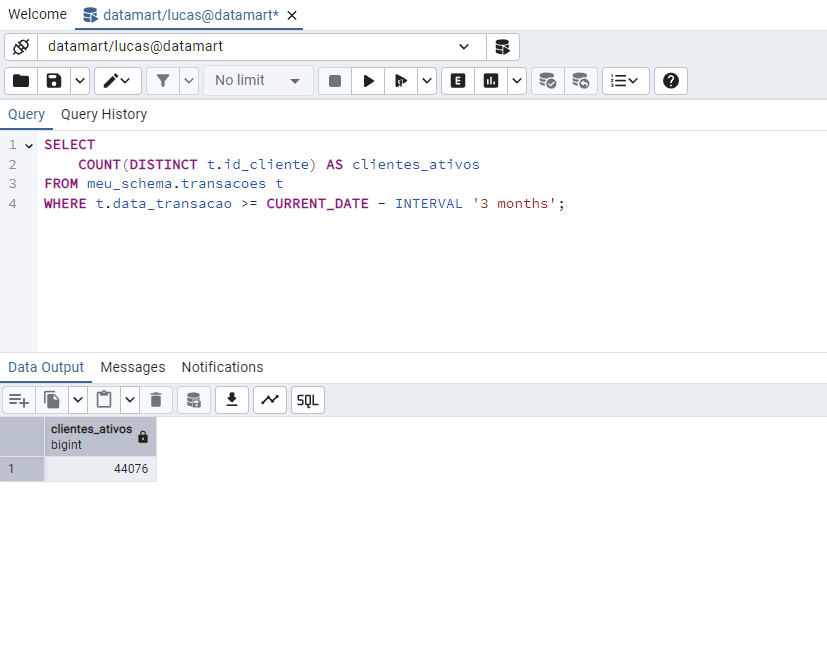 Welcome datamart/lucas@datamart*
datamart/lucas@datamart
No limit E
Query Query History
1 SELECT
2 COUNT(DISTINCT t.id_cliente) AS clientes_ativos
3 FROM meu_schema.transacoes t
4 WHERE t.data_transacao >= CURRENT_DATE - INTERVAL '3 months';
Data Output Messages Notifications
SQL
clientes_ativos
bigint
1 44076